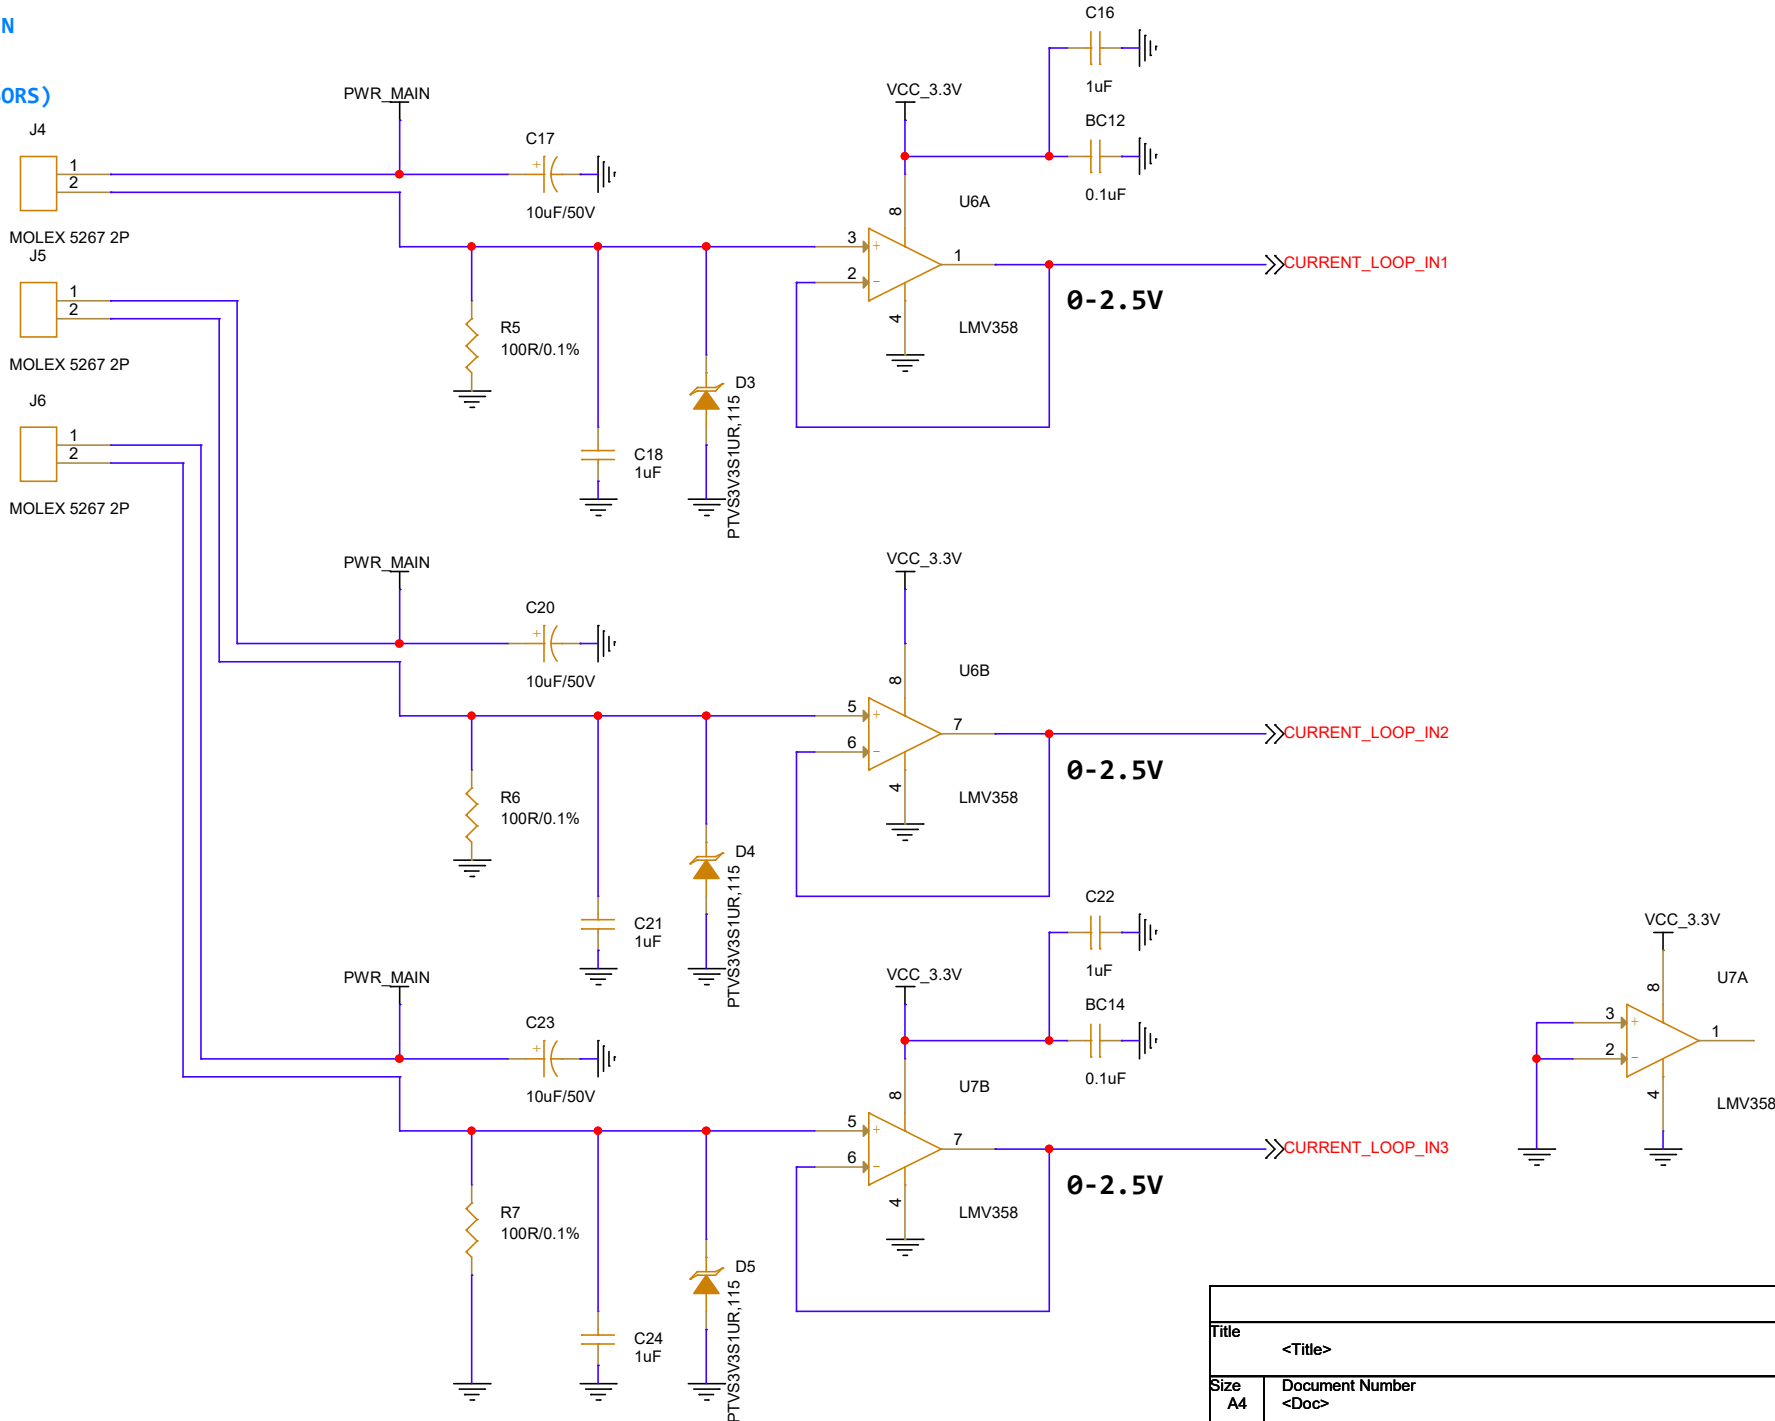 N
ORS)
J4
1
2
MOLEX 5267 2P
J5
1
2
MOLEX 5267 2P
J6
1
2
MOLEX 5267 2P
PWR_MAIN
C17
+
10uF/50V
R5
100R/0.1%
C18
1uF
D3
PTVS3V3S1UR,115
VCC_3.3V
C16
1uF
BC12
0.1uF
U6A
8
3
+
2
-
1
4
LMV358
CURRENT_LOOP_IN1
0-2.5V
PWR_MAIN
C20
+
10uF/50V
R6
100R/0.1%
C21
1uF
D4
PTVS3V3S1UR,115
VCC_3.3V
U6B
8
5
+
6
-
7
4
LMV358
CURRENT_LOOP_IN2
0-2.5V
PWR_MAIN
C23
+
10uF/50V
R7
100R/0.1%
C24
1uF
D5
PTVS3V3S1UR,115
VCC_3.3V
C22
1uF
BC14
0.1uF
U7B
8
5
+
6
-
7
4
LMV358
CURRENT_LOOP_IN3
0-2.5V
VCC_3.3V
U7A
8
3
+
2
-
1
4
LMV358
Title
<Title>
Size
A4
Document Number
<Doc>